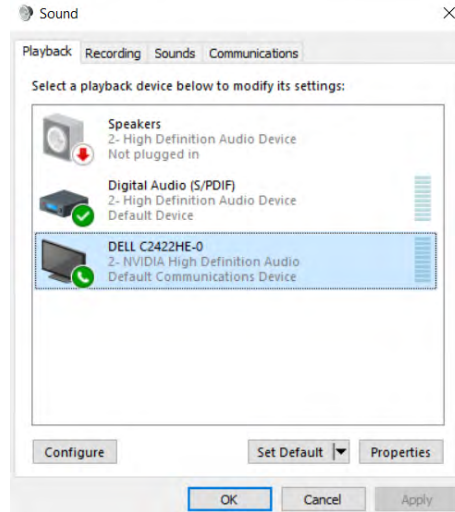 Sound
Playback Recording Sounds Communications
Select a playback device below to modify its settings:
Speakers
2- High Definition Audio Device
Not plugged in
Digital Audio (S/PDIF)
2- High Definition Audio Device
Default Device
DELL C2422HE-0
2- NVIDIA High Definition Audio
Default Communications Device
Configure Set Default Properties
OK Cancel Apply